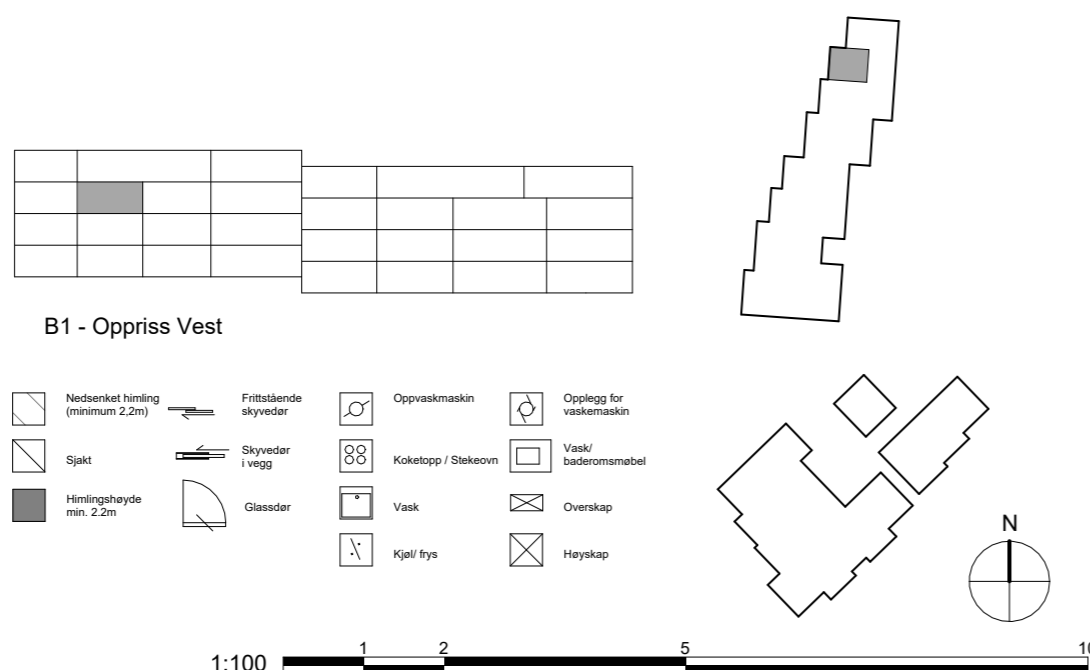 B1 - Oppriss Vest
Nedsenket himling
(minimum 2,2m)
Sjakt
Himlingshøyde
min. 2.2m
Frittstående
skyvedør
Skyvedør
i vegg
Glassdør
Oppvaskmaskin
Koketopp / Stekeovn
Vask
Kjøl/ frys
Opplegg for
vaskemaskin
Vask/
baderomsmøbel
Overskap
Høyskap
N
1:100
1
2
5
10